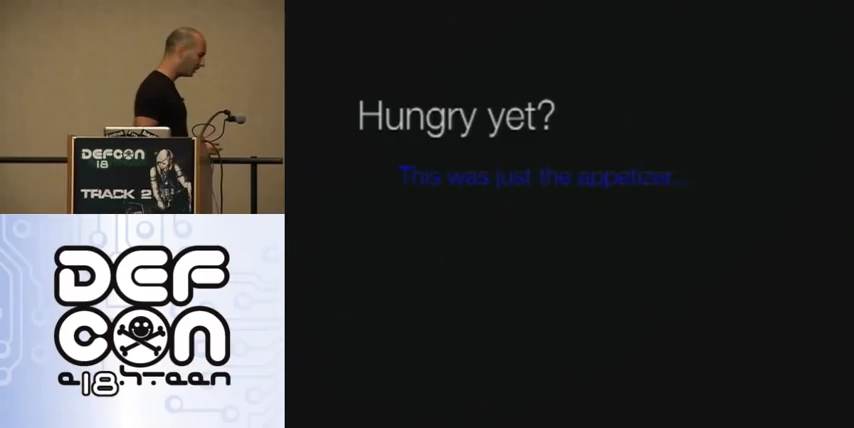 DEFCON
18
TRACK 2
DEF
CON
e18hteen
Hungry yet?
This was just the appetizer...